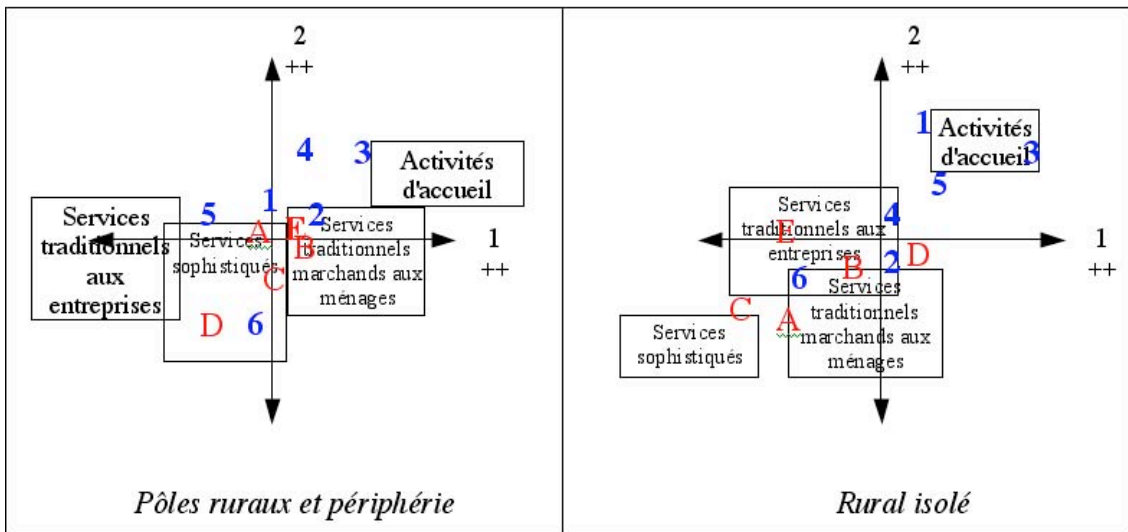 2
++
4
3
Activités
d'accueil
1
5
2
Services
traditionnels
aux
entreprises
A
E
B
Services
sophistiqués
Services
traditionnels
marchands aux
ménages
1
++
C
D
6
Pôles ruraux et périphérie
2
++
1
Activités
d'accueil
3
5
Services
traditionnels aux
entreprises
4
E
1
++
D
B
2
6
C
A
Services
traditionnels
marchands aux
ménages
Services
sophistiqués
Rural isolé